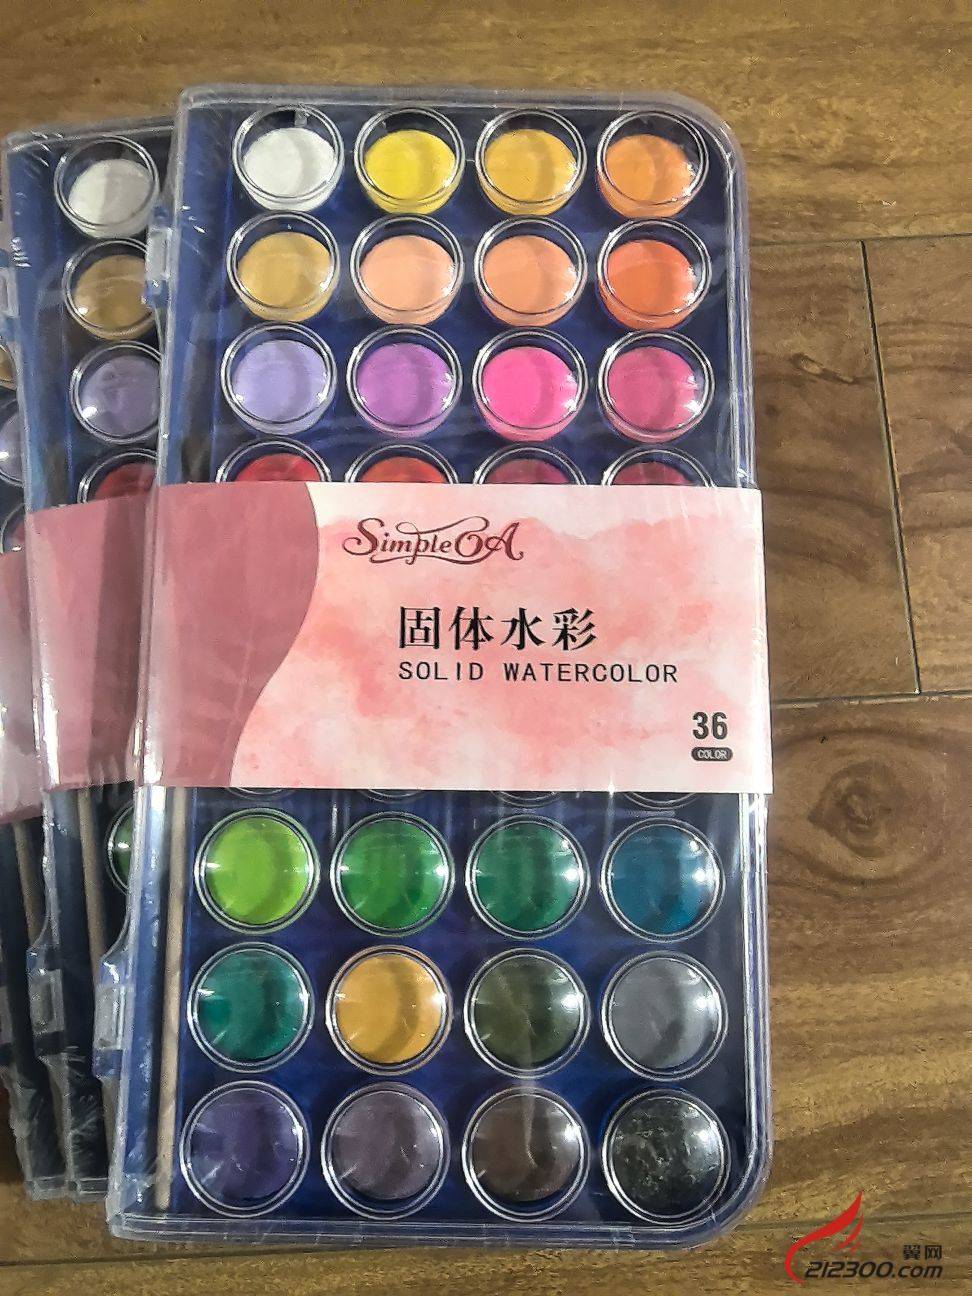 SimpleOA
固体水彩
SOLID WATERCOLOR
36
COLOR
翼网
212300.com